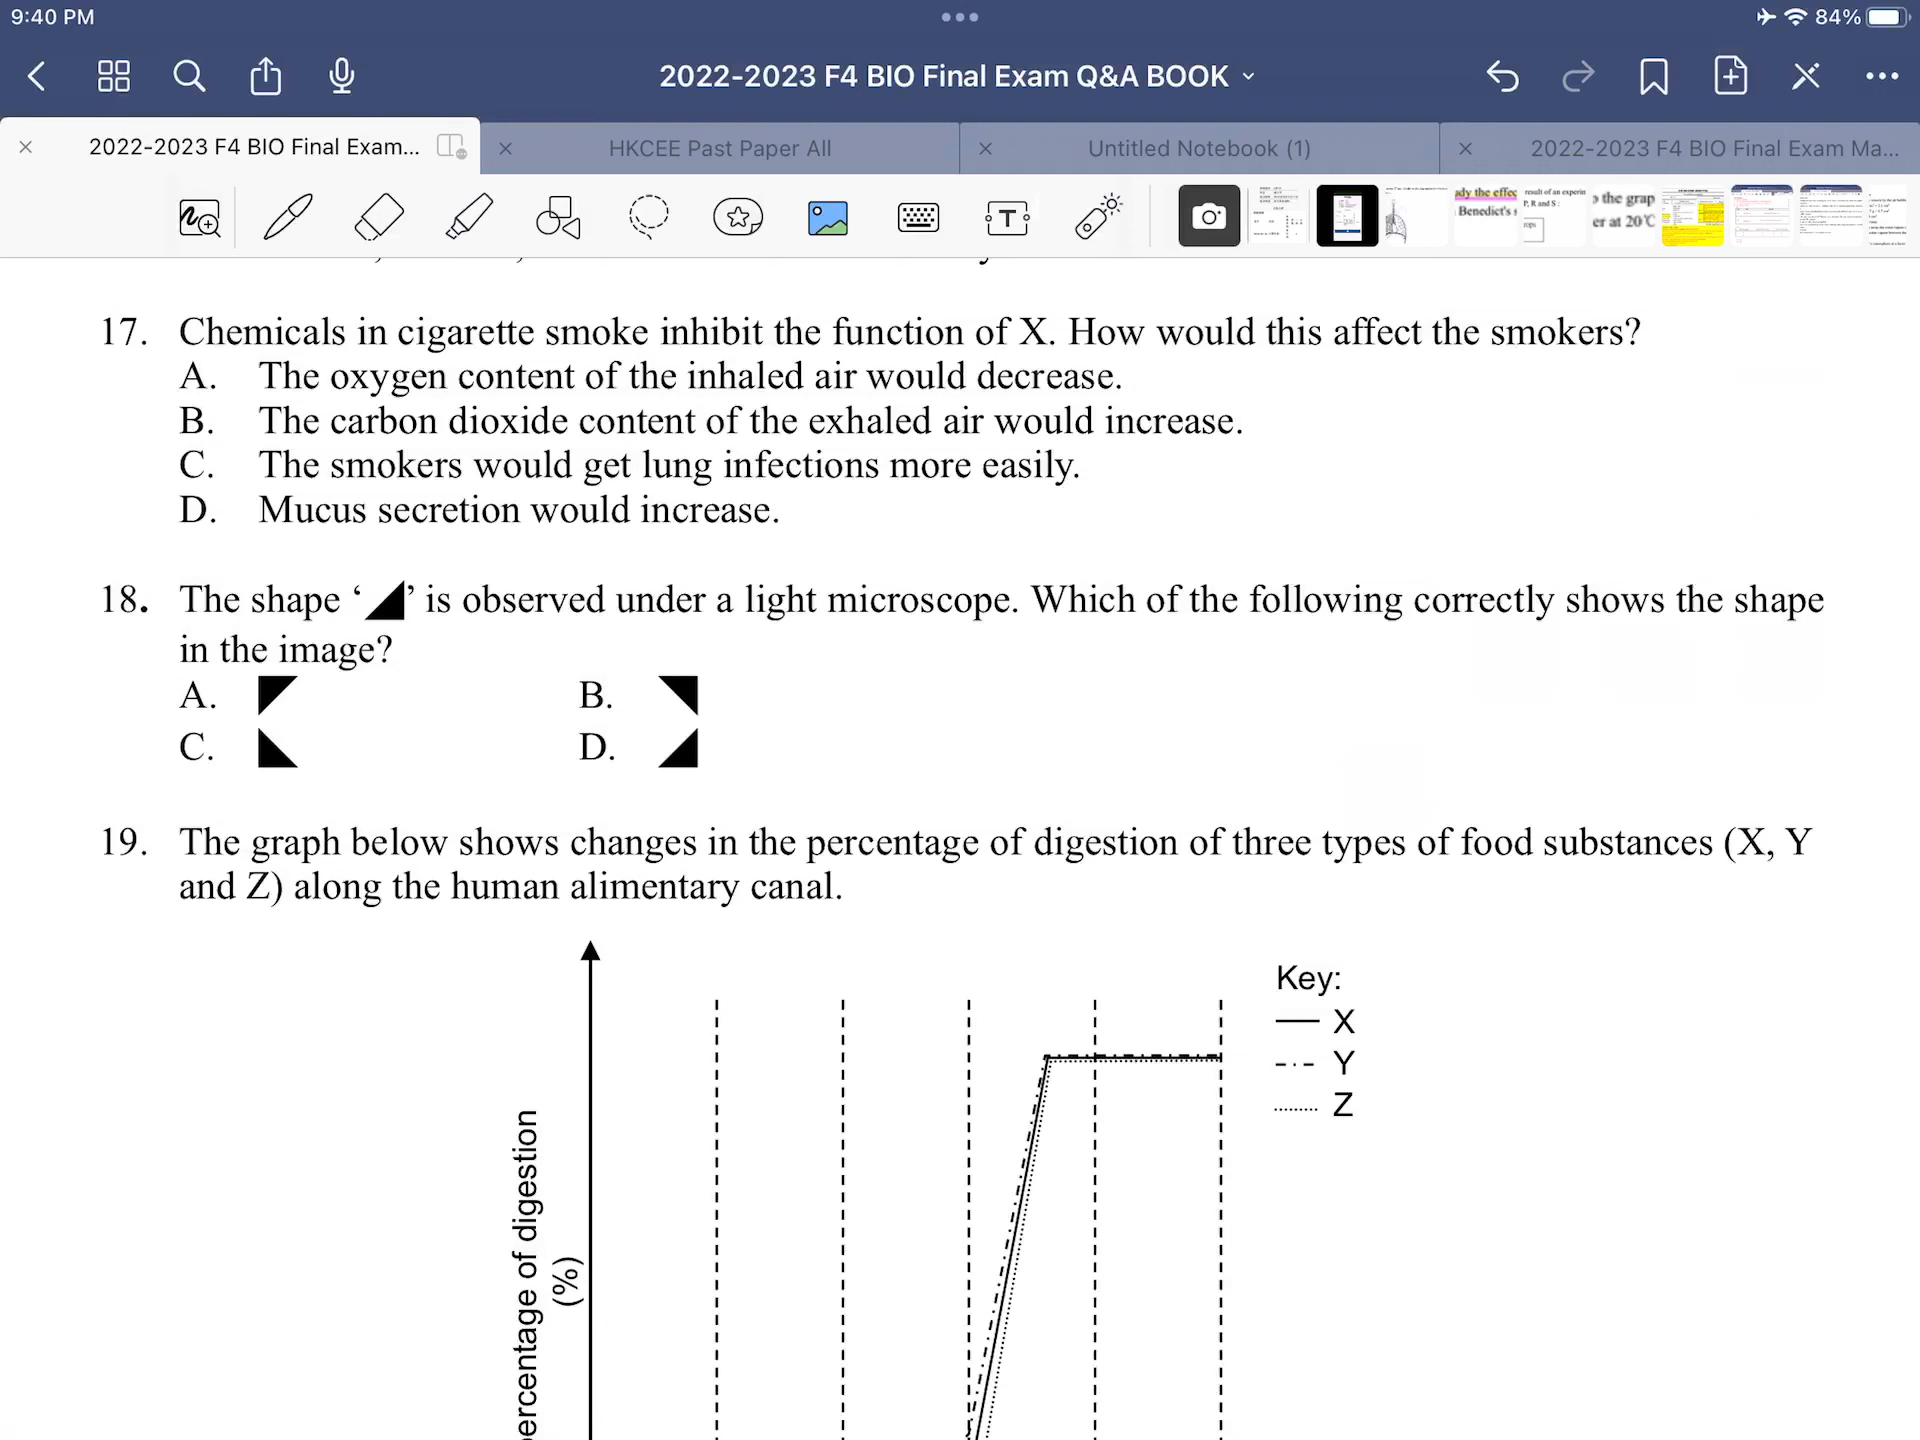 9:40 PM
84%
2022-2023 F4 BIO Final Exam Q&A BOOK
2022-2023 F4 BIO Final Exam...
HKCEE Past Paper All
Untitled Notebook (1)
2022-2023 F4 BIO Final Exam Ma...
T
17. Chemicals in cigarette smoke inhibit the function of X. How would this affect the smokers?
A. The oxygen content of the inhaled air would decrease.
B. The carbon dioxide content of the exhaled air would increase.
C. The smokers would get lung infections more easily.
D. Mucus secretion would increase.
18. The shape ‘ ’ is observed under a light microscope. Which of the following correctly shows the shape
in the image?
A. B.
C. D.
19. The graph below shows changes in the percentage of digestion of three types of food substances (X, Y
and Z) along the human alimentary canal.
Key:
X
Y
Z
percentage of digestion
(%)